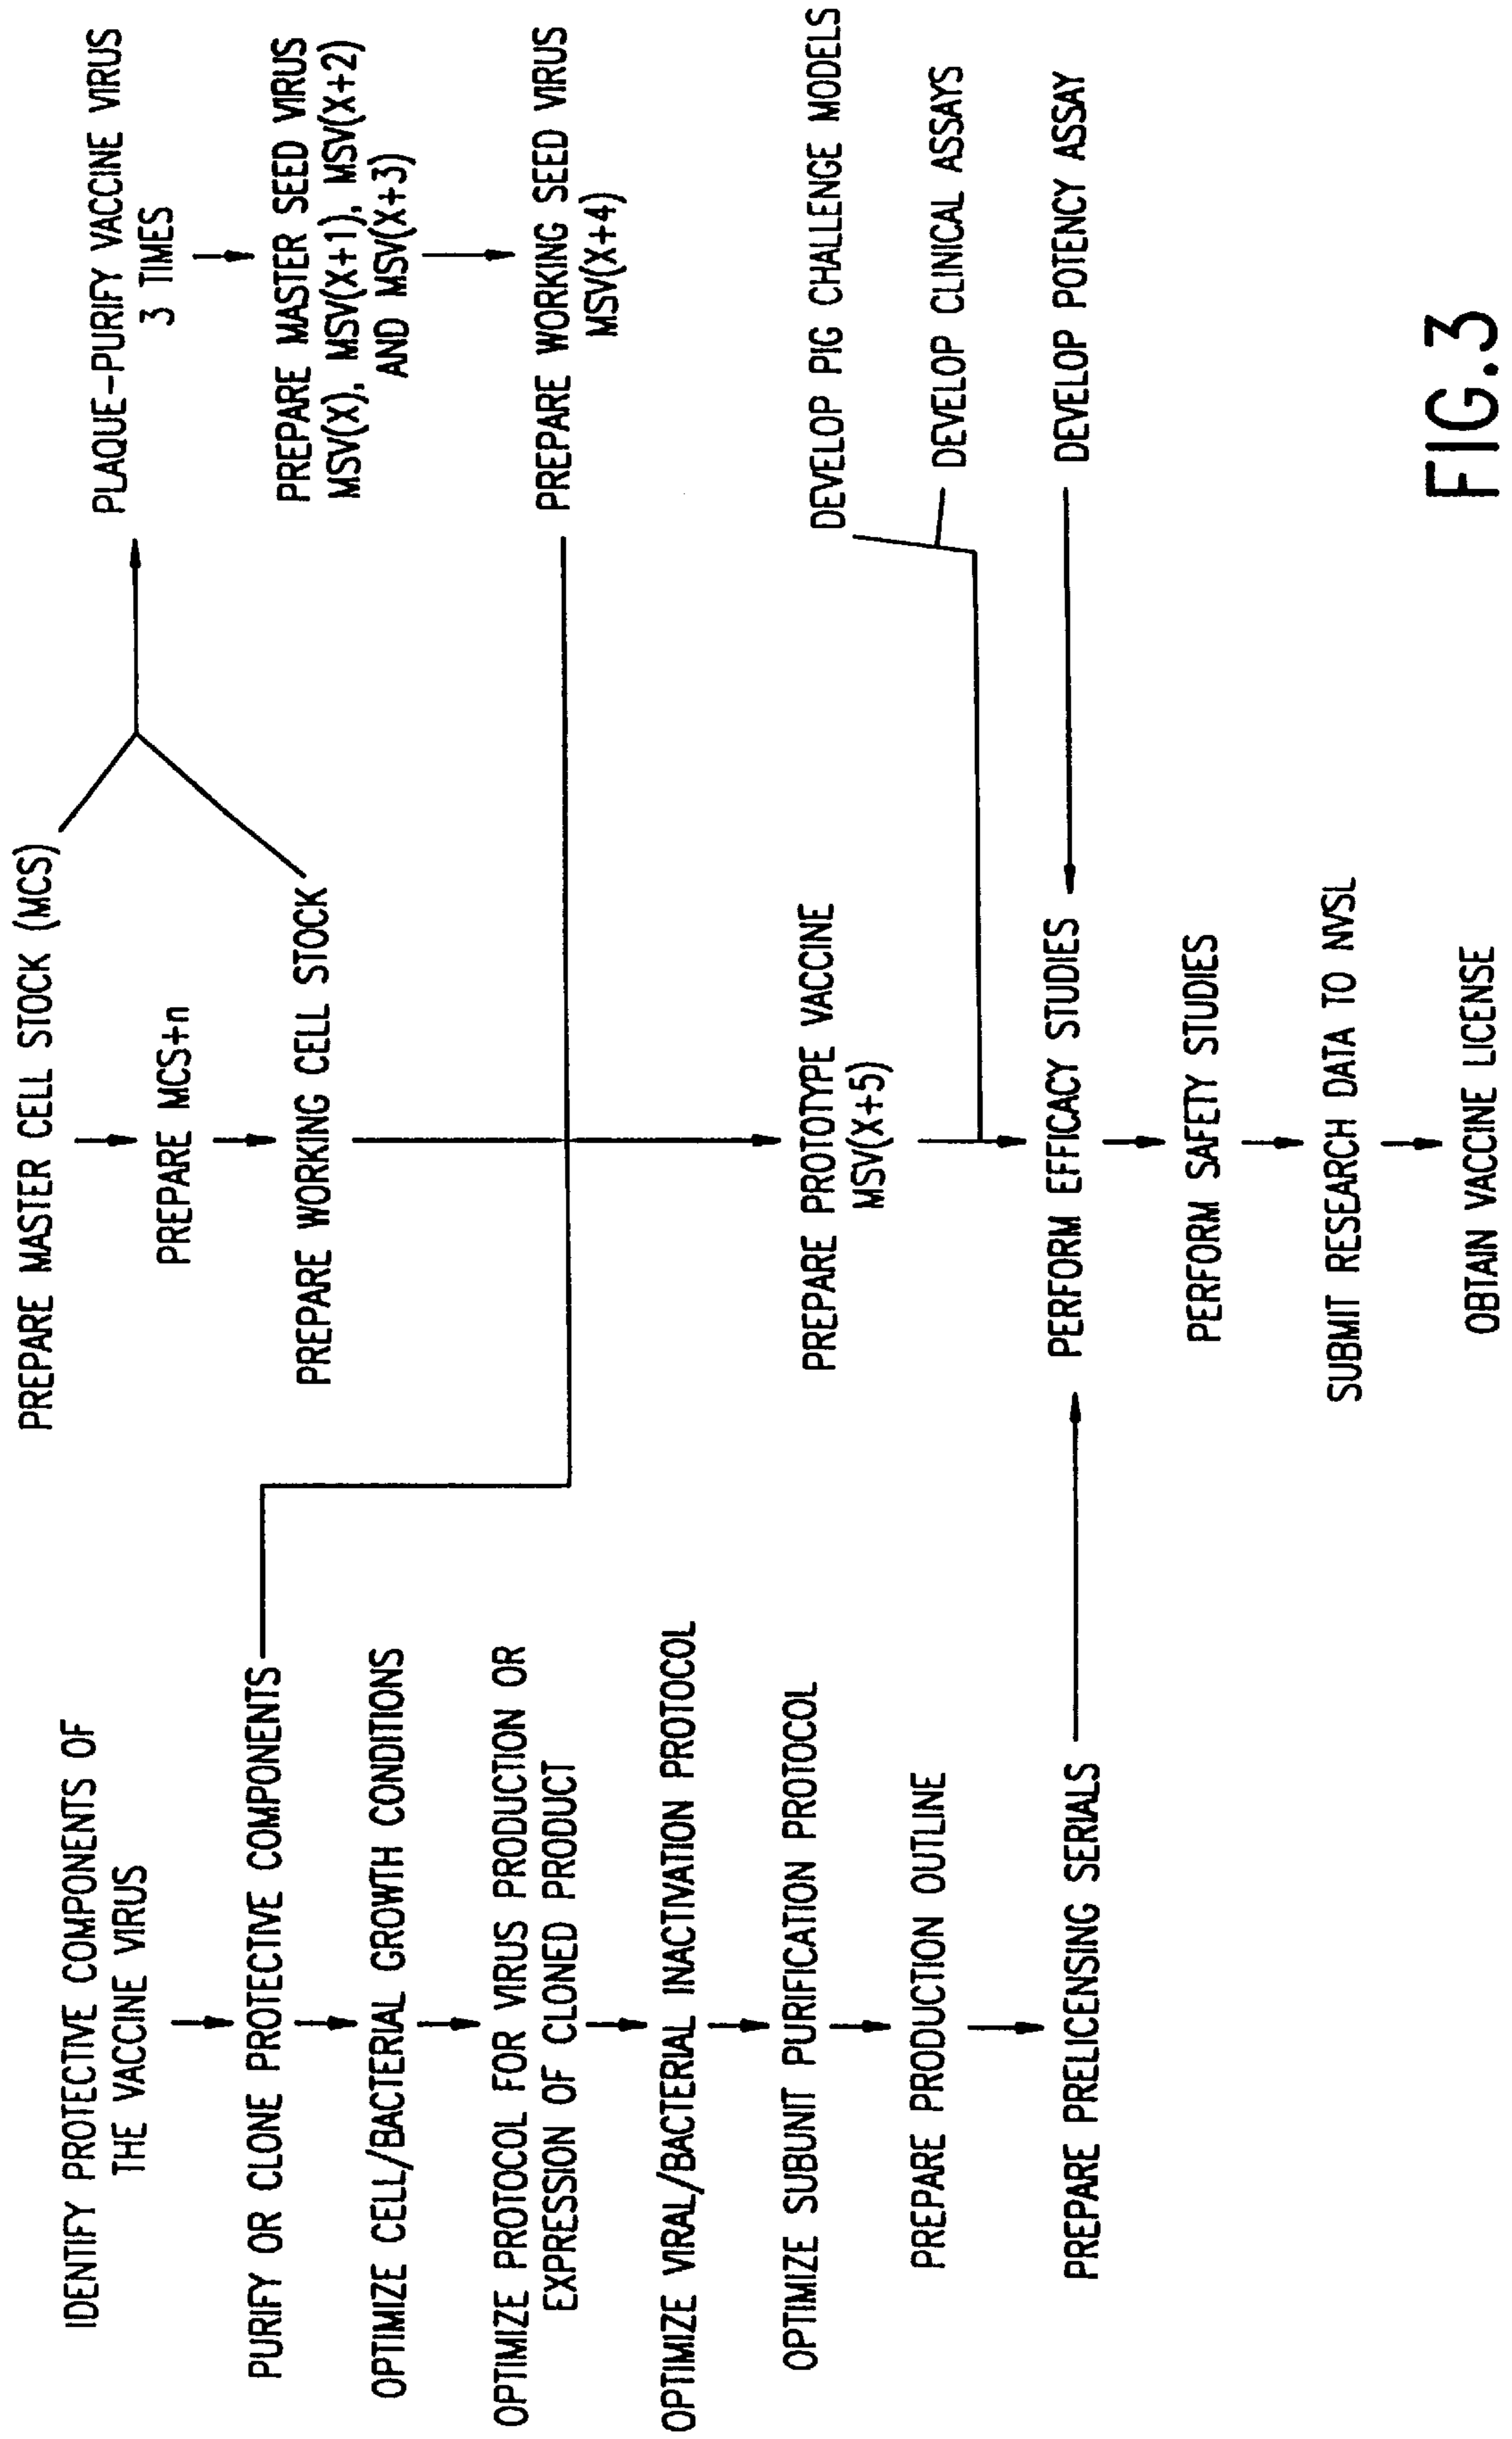 IDENTIFY PROTECTIVE COMPONENTS OF
THE VACCINE VIRUS
PURIFY OR CLONE PROTECTIVE COMPONENTS
OPTIMIZE CELL/BACTERIAL GROWTH CONDITIONS
OPTIMIZE PROTOCOL FOR VIRUS PRODUCTION OR
EXPRESSION OF CLONED PRODUCT
OPTIMIZE VIRAL/BACTERIAL INACTIVATION PROTOCOL
OPTIMIZE SUBUNIT PURIFICATION PROTOCOL
PREPARE PRODUCTION OUTLINE
PREPARE PRELICENSING SERIALS
PREPARE MASTER CELL STOCK (MCS)
PREPARE MCS+n
PREPARE WORKING CELL STOCK
PREPARE PROTOTYPE VACCINE
MSV(X+5)
PERFORM EFFICACY STUDIES
PERFORM SAFETY STUDIES
SUBMIT RESEARCH DATA TO NVSL
OBTAIN VACCINE LICENSE
PLAQUE-PURIFY VACCINE VIRUS
3 TIMES
PREPARE MASTER SEED VIRUS
MSV(X), MSV(X+1), MSV(X+2)
AND MSV(X+3)
PREPARE WORKING SEED VIRUS
MSV(X+4)
DEVELOP PIG CHALLENGE MODELS
DEVELOP CLINICAL ASSAYS
DEVELOP POTENCY ASSAY
FIG.3